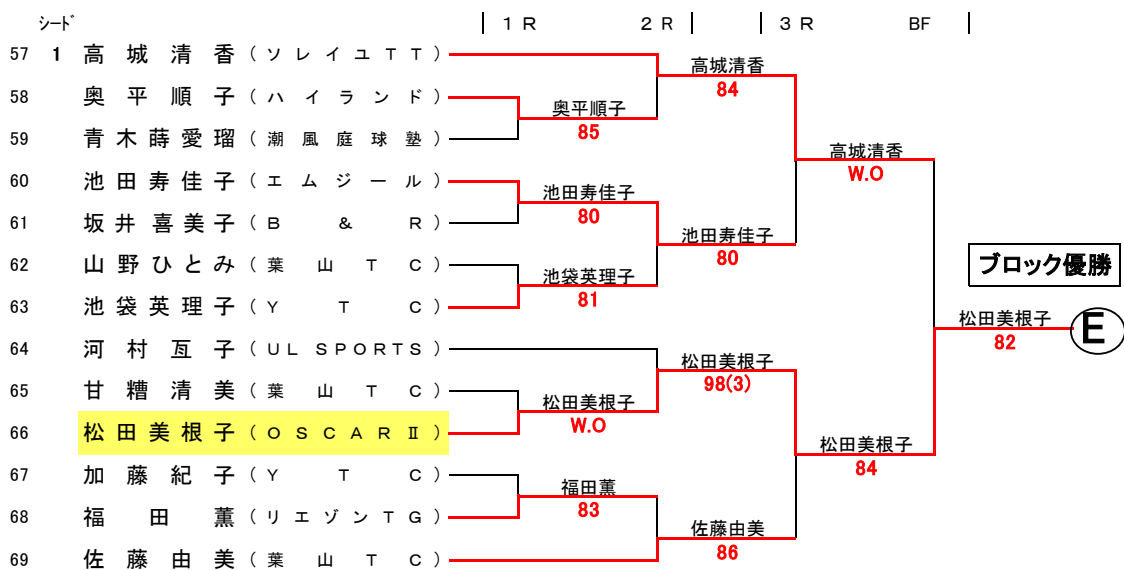 シード 1 R 2 R 3 R BF
57 1 高城清香 (ソレイユTT)
高城清香
84
58 奥平順子 (ハイランド)
奥平順子
85
59 青木蒔愛瑠 (潮風庭球塾)
高城清香
W.O
60 池田寿佳子 (エムジール)
池田寿佳子
80
61 坂井喜美子 (B & R)
池田寿佳子
80
62 山野ひとみ (葉山TC)
ブロック優勝
池袋英理子
81
63 池袋英理子 (YTC)
松田美根子
82
E
64 河村亙子 (UL SPORTS)
松田美根子
98(3)
65 甘糟清美 (葉山TC)
松田美根子
W.O
66 松田美根子 (OSCARⅡ)
松田美根子
84
67 加藤紀子 (YTC)
福田薫
83
68 福田薫 (リエゾンTG)
佐藤由美
86
69 佐藤由美 (葉山TC)